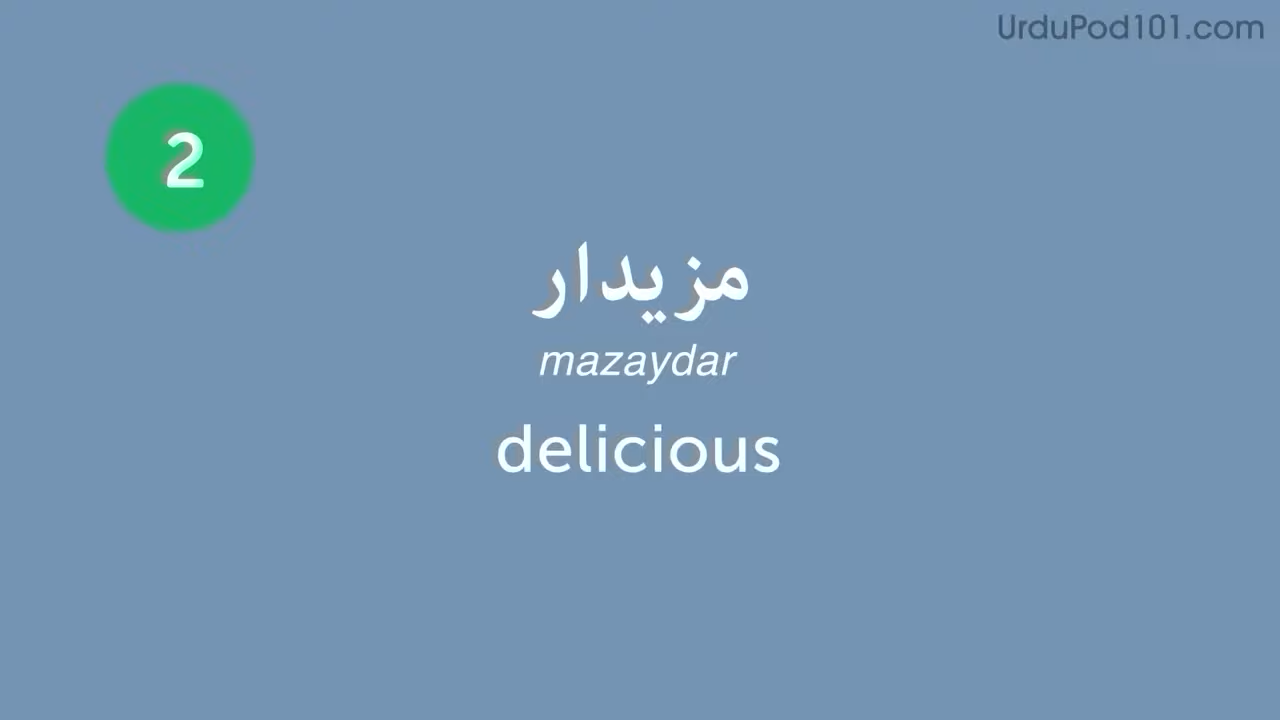 UrduPod101.com
2
مزیدار
mazaydar
delicious